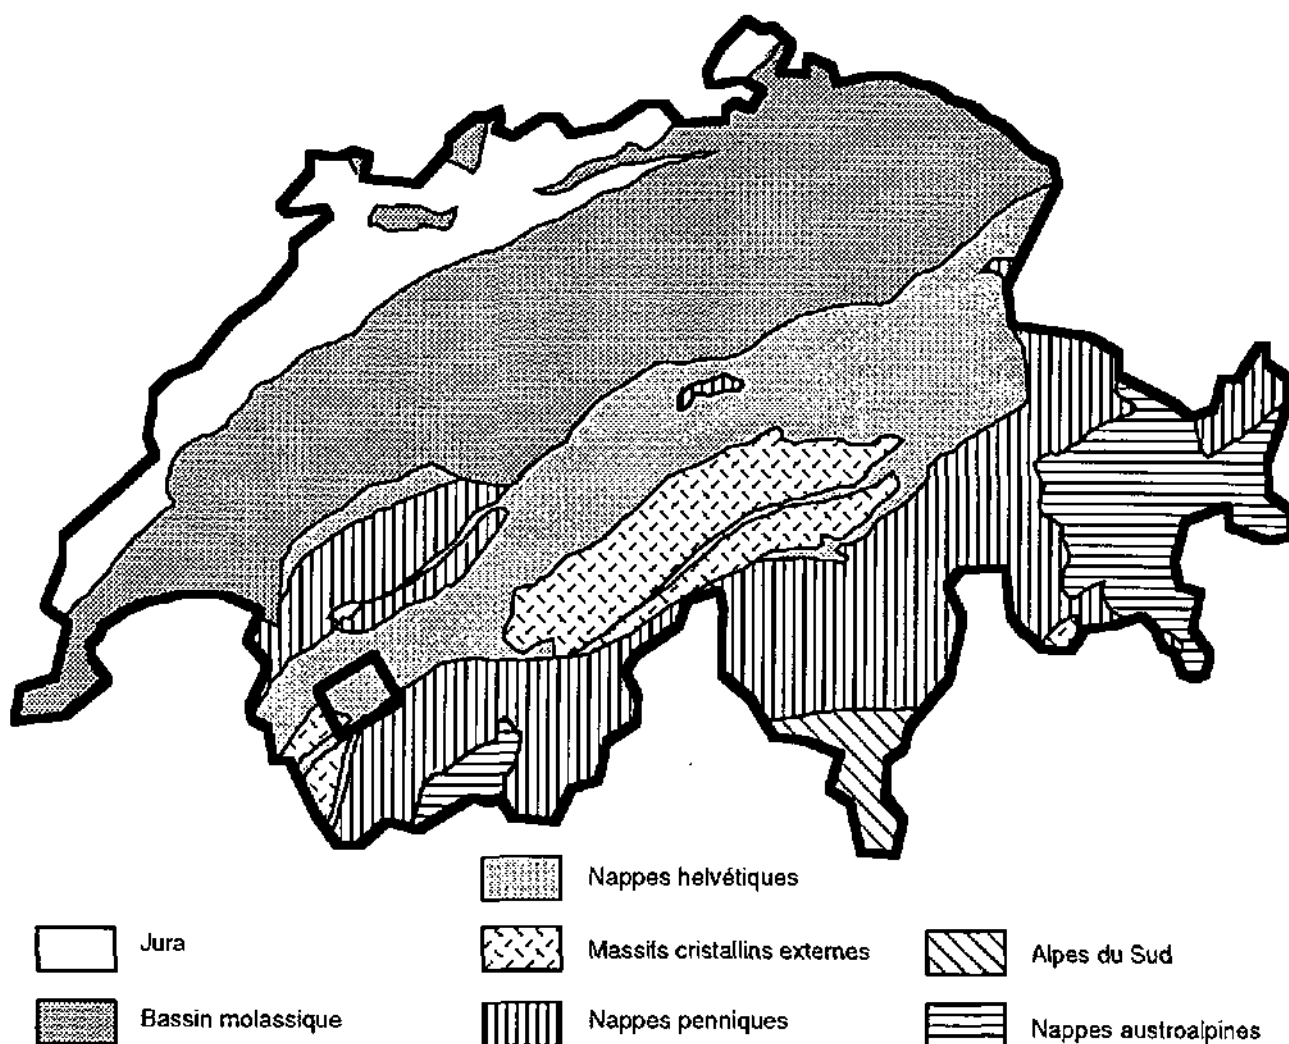 Nappes helvétiques
Jura
Massifs cristallins externes
Alpes du Sud
Bassin molassique
Nappes penniques
Nappes austroalpines